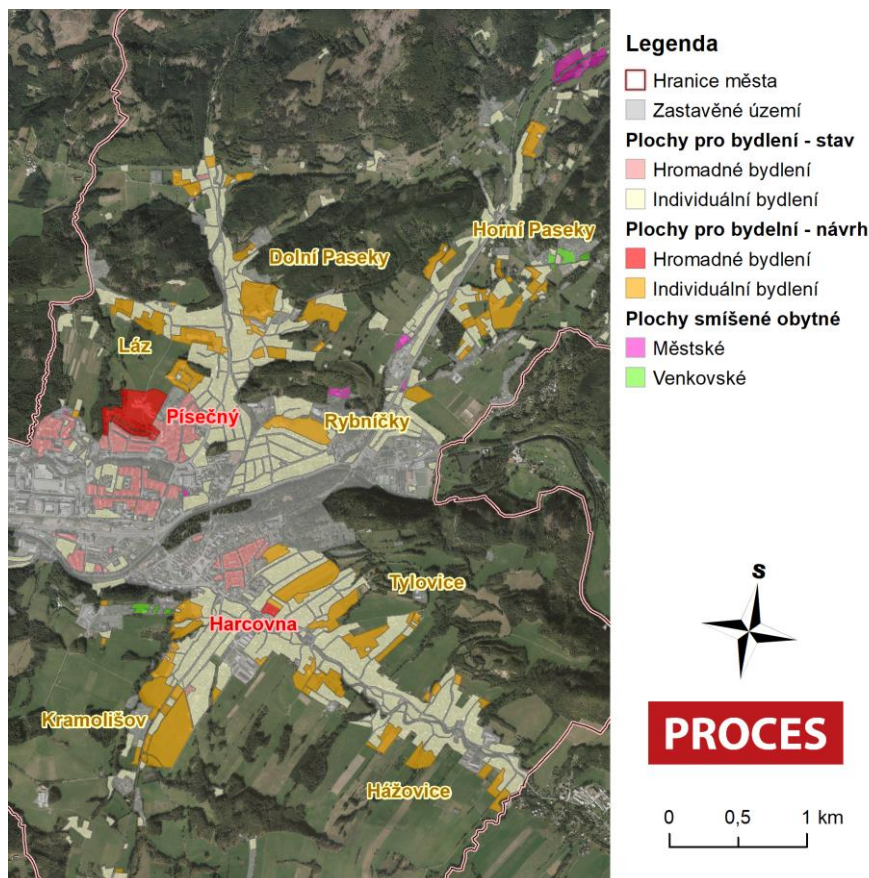 Legenda
Hranice města
Zastavěné území
Plochy pro bydlení - stav
Hromadné bydlení
Individuální bydlení
Plochy pro bydelní - návrh
Hromadné bydlení
Individuální bydlení
Plochy smíšené obytné
Městské
Venkovské
Horní Paseky
Dolní Paseky
Láz
Písečný
Rybníčky
Tylovice
Harcovna
Kramolišov
Hážovice
S
PROCES
0 0,5 1 km